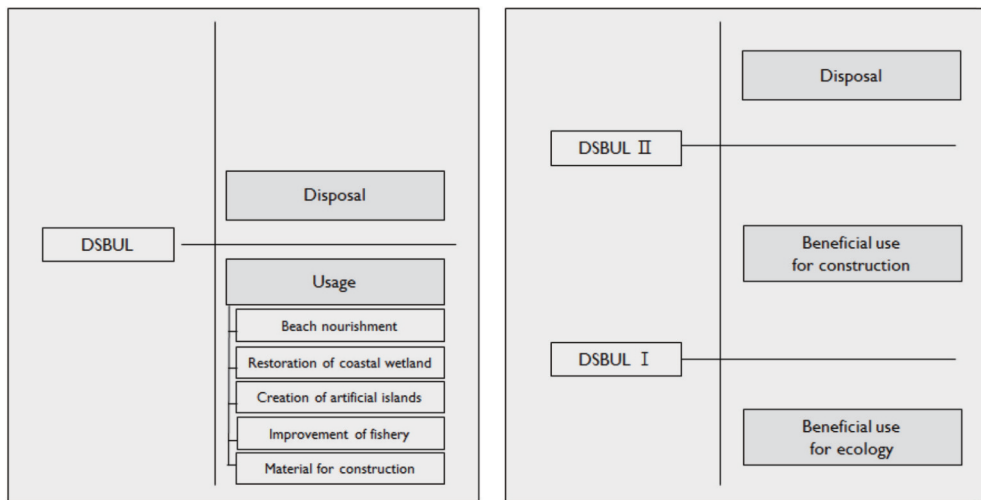 Disposal
DSBUL
Usage
Beach nourishment
Restoration of coastal wetland
Creation of artificial islands
Improvement of fishery
Material for construction
Disposal
DSBUL Ⅱ
Beneficial use
for construction
DSBUL Ⅰ
Beneficial use
for ecology